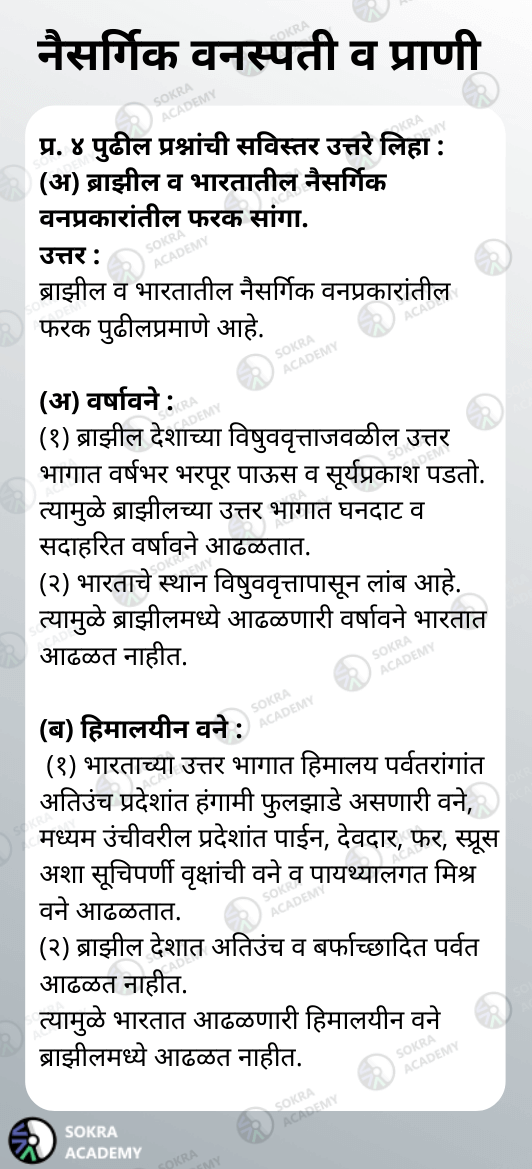 नैसर्गिक वनस्पती व प्राणी
प्र. ४ पुढील प्रश्नांची सविस्तर उत्तरे लिहा :
(अ) ब्राझील व भारतातील नैसर्गिक
वनप्रकारांतील फरक सांगा.
उत्तर :
ब्राझील व भारतातील नैसर्गिक वनप्रकारांतील
फरक पुढीलप्रमाणे आहे.
(अ) वर्षावने :
(१) ब्राझील देशाच्या विषुववृत्ताजवळील उत्तर
भागात वर्षभर भरपूर पाऊस व सूर्यप्रकाश पडतो.
त्यामुळे ब्राझीलच्या उत्तर भागात घनदाट व
सदाहरित वर्षावने आढळतात.
(२) भारताचे स्थान विषुववृत्तापासून लांब आहे.
त्यामुळे ब्राझीलमध्ये आढळणारी वर्षावने भारतात
आढळत नाहीत.
(ब) हिमालयीन वने :
(१) भारताच्या उत्तर भागात हिमालय पर्वतरांगांत
अतिउंच प्रदेशांत हंगामी फुलझाडे असणारी वने,
मध्यम उंचीवरील प्रदेशांत पाईन, देवदार, फर, स्प्रूस
अशा सूचिपर्णी वृक्षांची वने व पायथ्यालगत मिश्र
वने आढळतात.
(२) ब्राझील देशात अतिउंच व बर्फाच्छादित पर्वत
आढळत नाहीत.
त्यामुळे भारतात आढळणारी हिमालयीन वने
ब्राझीलमध्ये आढळत नाहीत.
SOKRA
ACADEMY